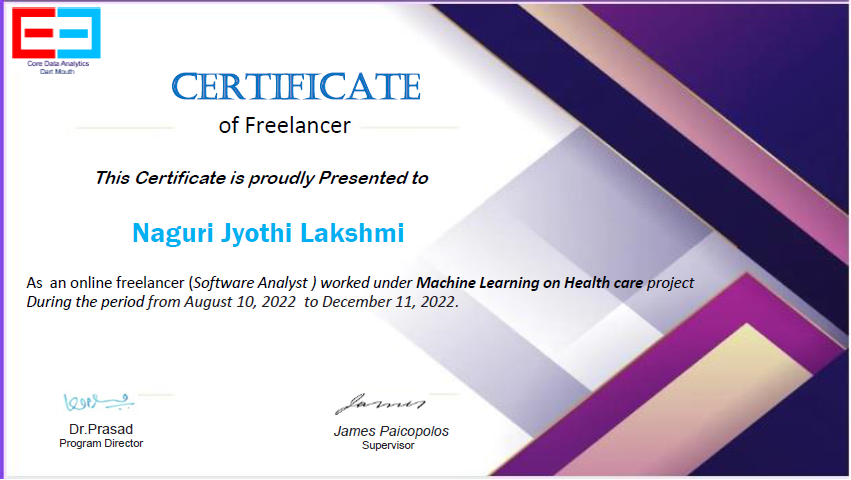 Core Data Analytics
Dart Mouth
CERTIFICATE
of Freelancer
This Certificate is proudly Presented to
Naguri Jyothi Lakshmi
As an online freelancer (Software Analyst ) worked under Machine Learning on Health care project
During the period from August 10, 2022 to December 11, 2022.
James
Dr.Prasad
Program Director
James Paicopolos
Supervisor